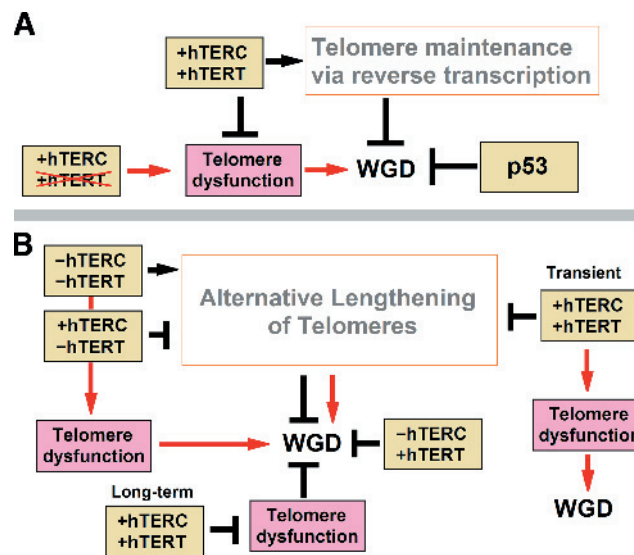 A
+hTERC
+hTERT
Telomere maintenance
via reverse transcription
+hTERC
+hTERT
Telomere
dysfunction
WGD
p53
B
−hTERC
−hTERT
Alternative Lengthening
of Telomeres
Transient
+hTERC
+hTERT
+hTERC
−hTERT
Telomere
dysfunction
WGD
−hTERC
+hTERT
Telomere
dysfunction
Long-term
+hTERC
+hTERT
Telomere
dysfunction
WGD